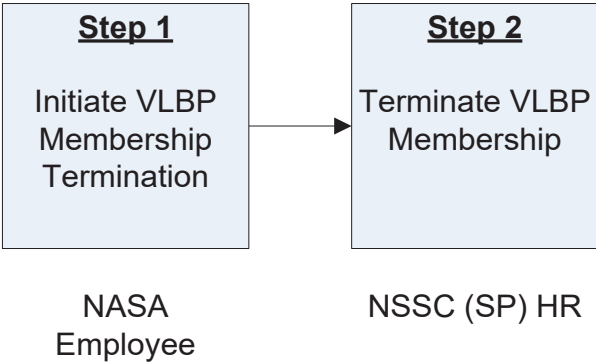 Step 1
Initiate VLBP
Membership
Termination
Step 2
Terminate VLBP
Membership
NASA
Employee
NSSC (SP) HR